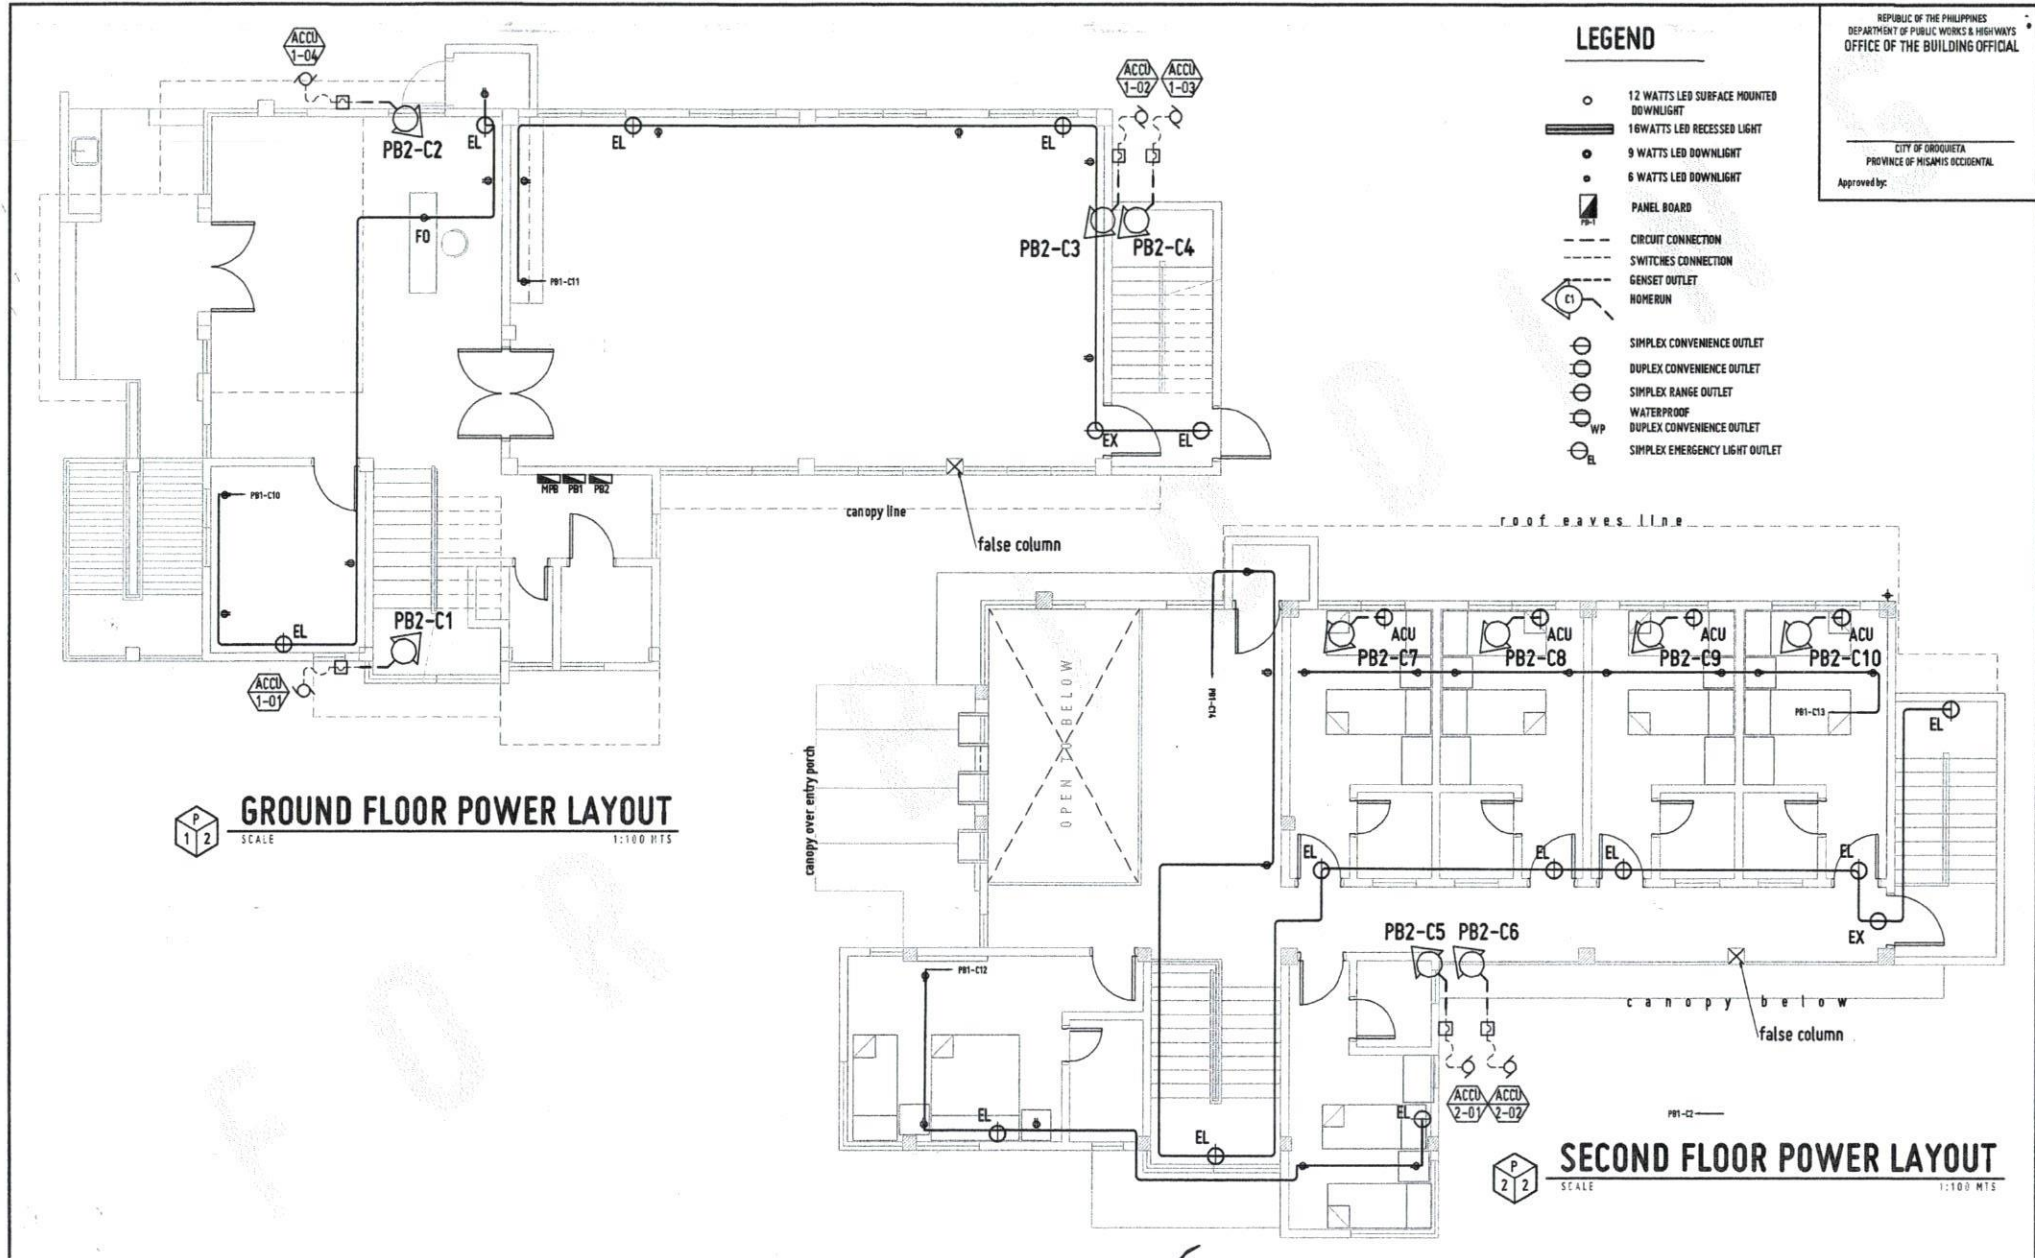 LEGEND
12 WATTS LED SURFACE MOUNTED
DOWNLIGHT
16WATTS LED RECESSED LIGHT
9 WATTS LED DOWNLIGHT
6 WATTS LED DOWNLIGHT
PB-1
PANEL BOARD
CIRCUIT CONNECTION
SWITCHES CONNECTION
GENSET OUTLET
C1
HOMERUN
SIMPLEX CONVENIENCE OUTLET
DUPLEX CONVENIENCE OUTLET
SIMPLEX RANGE OUTLET
WATERPROOF
WP
DUPLEX CONVENIENCE OUTLET
EL
SIMPLEX EMERGENCY LIGHT OUTLET
REPUBLIC OF THE PHILIPPINES
DEPARTMENT OF PUBLIC WORKS & HIGHWAYS
OFFICE OF THE BUILDING OFFICIAL
CITY OF OROQUIETA
PROVINCE OF MISAMIS OCCIDENTAL
Approved by:
ACCU
1-04
PB2-C2
EL
EL
EL
ACCU
1-02
ACCU
1-03
PB2-C3
PB2-C4
FO
PB1-C11
EX
EL
PB1-C10
MPB
PB1
PB2
canopy line
false column
PB2-C1
EL
ACCU
1-01
P
1
2
GROUND FLOOR POWER LAYOUT
SCALE
1:100 MTS
roof eaves line
ACU
ACU
ACU
ACU
PB2-C7
PB2-C8
PB2-C9
PB2-C10
OPEN TO BELOW
PB1-C14
PB1-C13
EL
canopy over entry porch
EL
EL
EL
EL
EX
PB2-C5
PB2-C6
PB1-C12
canopy below
false column
EL
EL
EL
ACCU
2-01
ACCU
2-02
PB1-C2
P
2
2
SECOND FLOOR POWER LAYOUT
SCALE
1:100 MTS